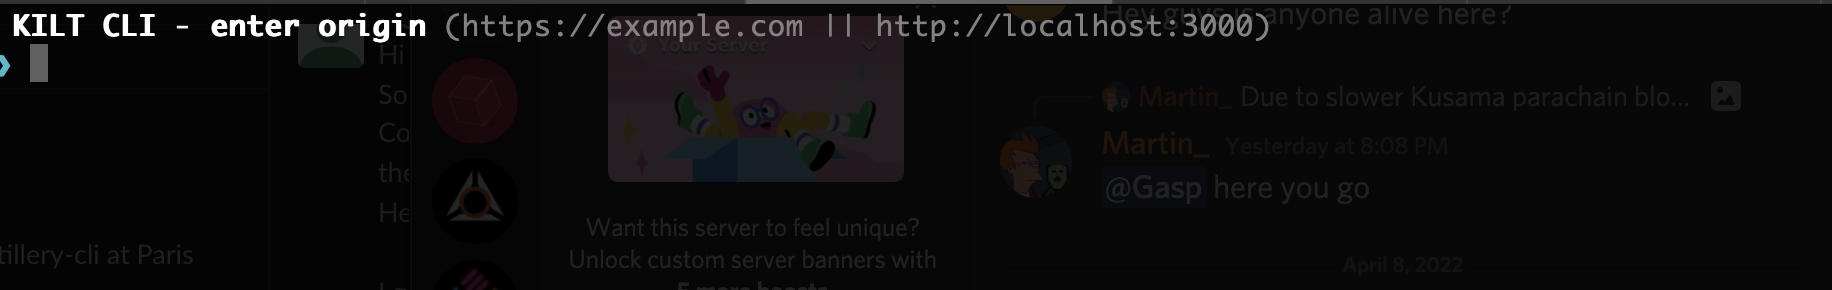 KILT CLI - enter origin (https://example.com || http://localhost:3000)
❯
Hey guys is anyone alive here?
Your Server
Hi
So
Co
the
He
Martin_ Due to slower Kusama parachain blo...
Martin_ Yesterday at 8:08 PM
@Gasp here you go
Want this server to feel unique?
Unlock custom server banners with
tillery-cli at Paris
April 8, 2022